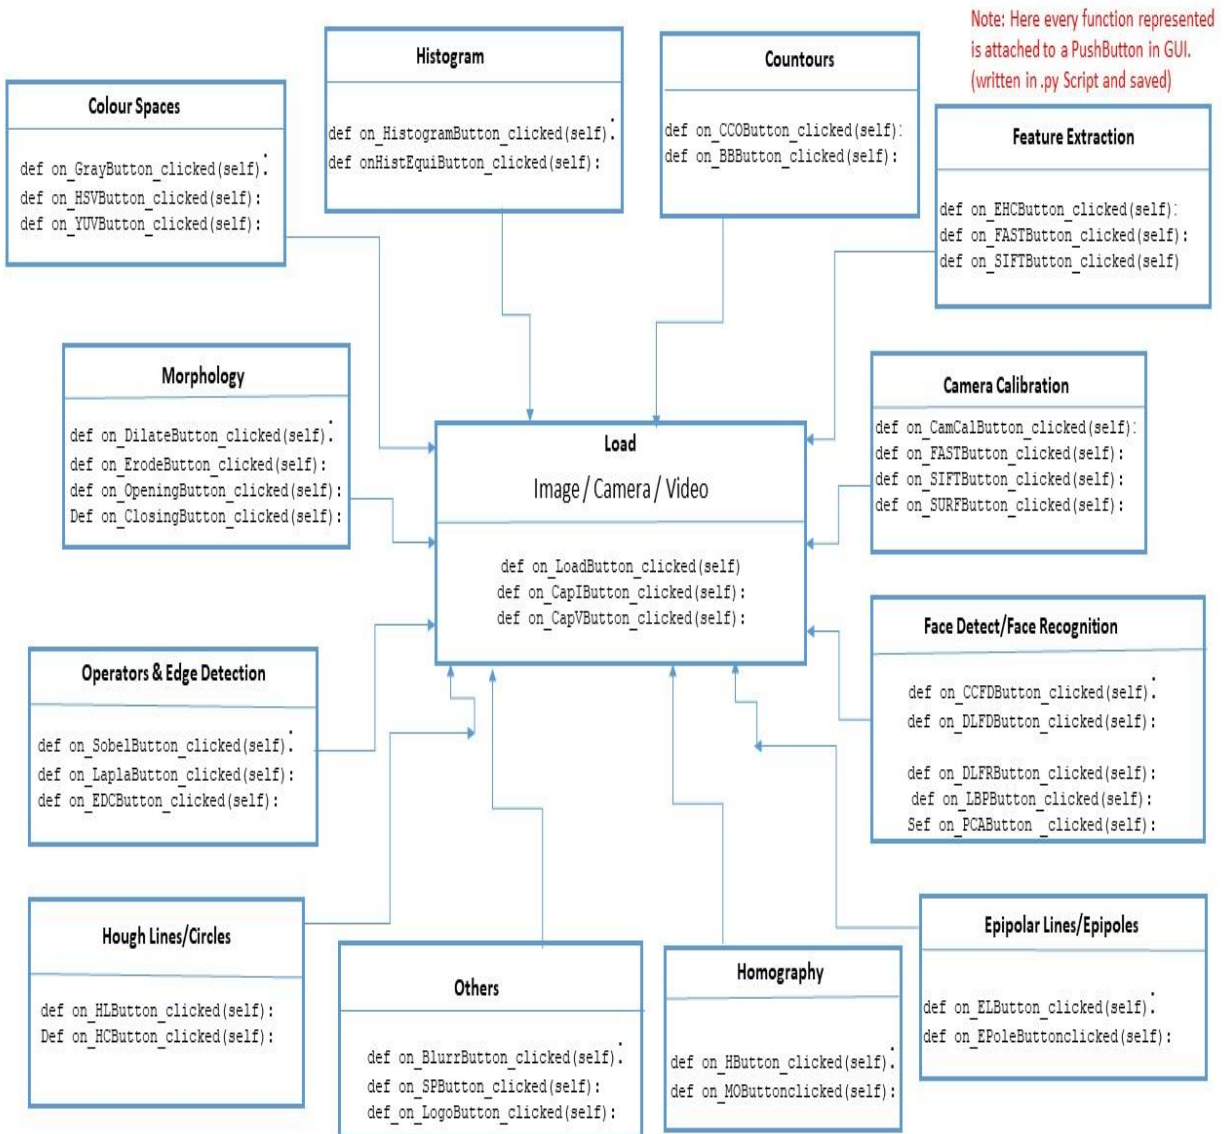 Note: Here every function represented
is attached to a PushButton in GUI.
(written in .py Script and saved)
Histogram
def on_HistogramButton_clicked(self):
def onHistEquiButton_clicked(self):
Countours
def on_CCOButton_clicked(self):
def on_BBButton_clicked(self):
Colour Spaces
def on_GrayButton_clicked(self):
def on_HSVButton_clicked(self):
def on_YUVButton_clicked(self):
Feature Extraction
def on_EHCButton_clicked(self):
def on_FASTButton_clicked(self):
def on_SIFTButton_clicked(self)
Morphology
def on_DilateButton_clicked(self):
def on_ErodeButton_clicked(self):
def on_OpeningButton_clicked(self):
Def on_ClosingButton_clicked(self):
Load
Image / Camera / Video
def on_LoadButton_clicked(self)
def on_CapIButton_clicked(self):
def on_CapVButton_clicked(self):
Camera Calibration
def on_CamCalButton_clicked(self):
def on_FASTButton_clicked(self):
def on_SIFTButton_clicked(self):
def on_SURFButton_clicked(self):
Operators & Edge Detection
def on_SobelButton_clicked(self):
def on_LaplaButton_clicked(self):
def on_EDCButton_clicked(self):
Face Detect/Face Recognition
def on_CCFDButton_clicked(self):
def on_DLFDButton_clicked(self):
def on_DLFRButton_clicked(self):
def on_LBPButton_clicked(self):
Sef on_PCAButton _clicked(self):
Hough Lines/Circles
def on_HLButton_clicked(self):
Def on_HCButton_clicked(self):
Others
def on_BlurrButton_clicked(self):
def on_SPButton_clicked(self):
def_on_LogoButton_clicked(self):
Homography
def on_HButton_clicked(self):
def on_MOButtonclicked(self):
Epipolar Lines/Epipoles
def on_ELButton_clicked(self):
def on_EPoleButtonclicked(self):